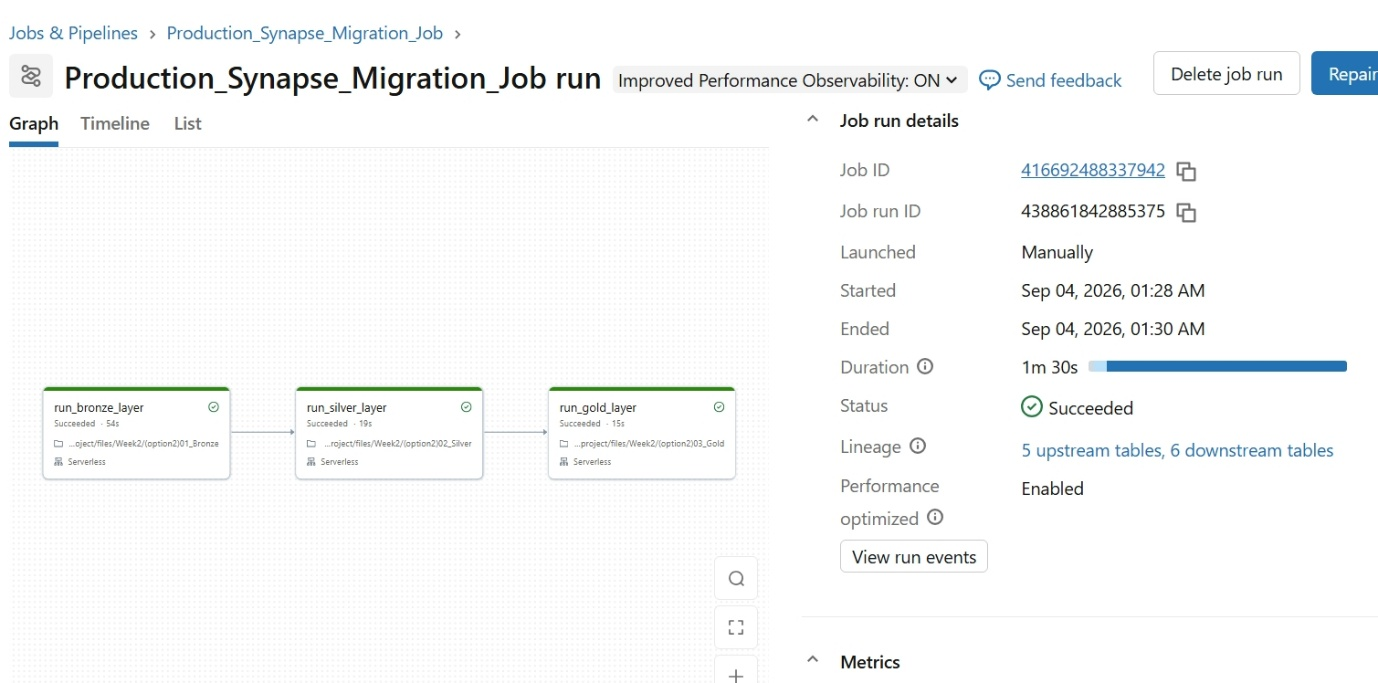 Jobs & Pipelines › Production_Synapse_Migration_Job ›
Production_Synapse_Migration_Job run
Improved Performance Observability: ON
Send feedback
Delete job run
Repair
Graph Timeline List
run_bronze_layer
Succeeded · 54s
...oject/files/Week2/(option2)01_Bronze
Serverless
run_silver_layer
Succeeded · 19s
...roject/files/Week2/(option2)02_Silver
Serverless
run_gold_layer
Succeeded · 15s
...project/files/Week2/(option2)03_Gold
Serverless
Job run details
Job ID 416692488337942
Job run ID 438861842885375
Launched Manually
Started Sep 04, 2026, 01:28 AM
Ended Sep 04, 2026, 01:30 AM
Duration 1m 30s
Status Succeeded
Lineage 5 upstream tables, 6 downstream tables
Performance
optimized Enabled
View run events
Metrics